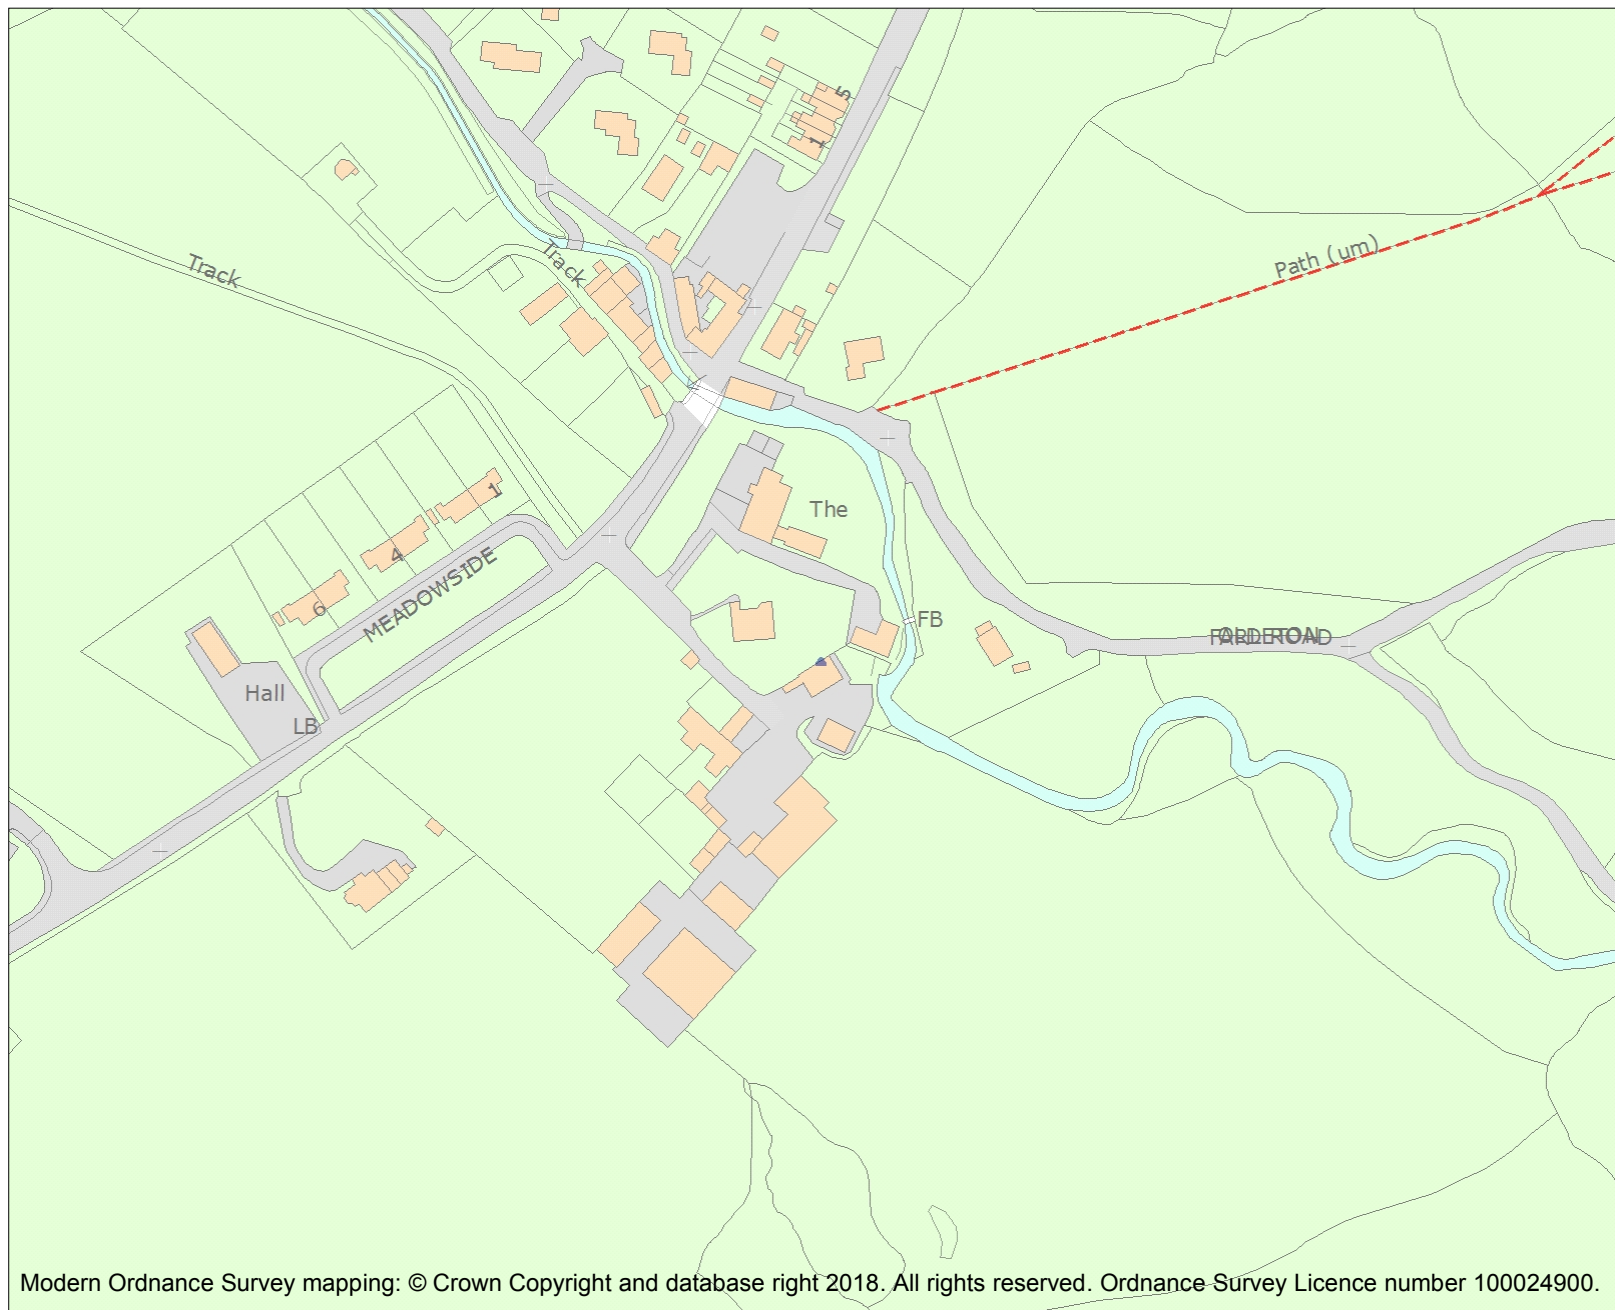 5
1
Track
Track
Path (um)
The
1
4
MEADOWSIDE
6
FB
Hall
LB
Modern Ordnance Survey mapping: © Crown Copyright and database right 2018. All rights reserved. Ordnance Survey Licence number 100024900.